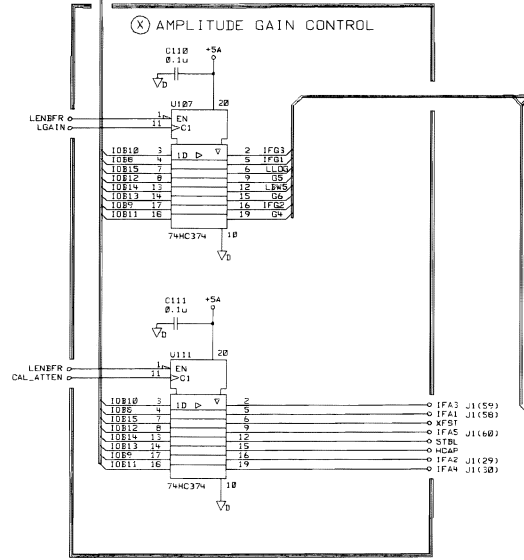 X AMPLITUDE GAIN CONTROL
C110 +5A
0.1u
D
U107 20
LENBFR 1 EN
LGAIN 11 C1
IOB10 3 1D 2 IFG3
IOB8 4 5 IFG1
IOB15 7 6 LLOG
IOB12 8 9 G5
IOB14 13 12 LBW5
IOB13 14 15 G6
IOB9 17 16 IFG2
IOB11 18 19 G4
74HC374 10
D
C111 +5A
0.1u
D
U111 20
LENBFR 1 EN
CAL_ATTEN 11 C1
IOB10 3 1D 2 IFA3 J1(59)
IOB8 4 5 IFA1 J1(58)
IOB15 7 6 XFST
IOB12 8 9 IFA5 J1(60)
IOB14 13 12 STBL
IOB13 14 15 HCAP
IOB9 17 16 IFA2 J1(29)
IOB11 18 19 IFA4 J1(30)
74HC374 10
D